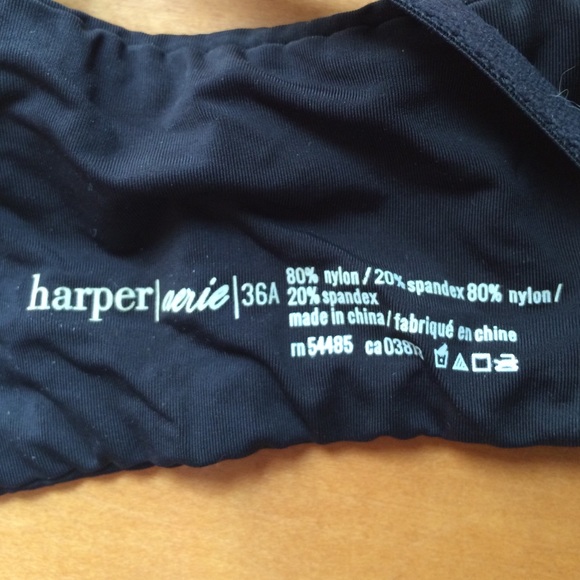 harper|aerie|36A
80% nylon / 20% spandex 80% nylon /
20% spandex
made in china / fabriqué en chine
rn 54485